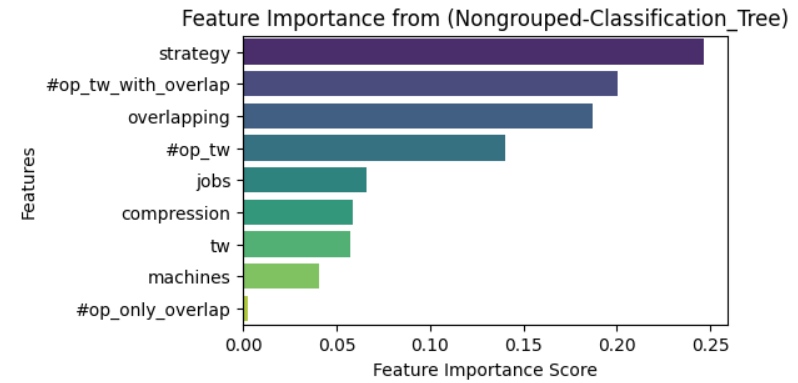 Feature Importance from (Nongrouped-Classification_Tree)
strategy
#op_tw_with_overlap
overlapping
#op_tw
jobs
compression
tw
machines
#op_only_overlap
Features
0.00 0.05 0.10 0.15 0.20 0.25
Feature Importance Score